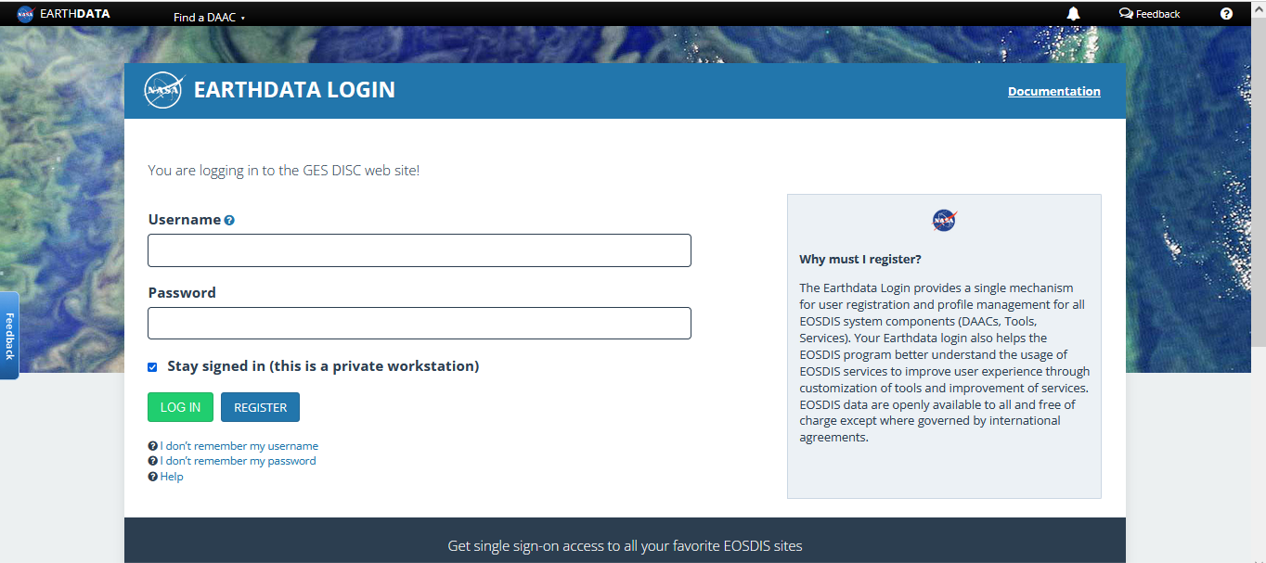 NASA EARTHDATA Find a DAAC Feedback ?
NASA EARTHDATA LOGIN Documentation
You are logging in to the GES DISC web site!
Username ?
Password
Stay signed in (this is a private workstation)
LOG IN REGISTER
? I don't remember my username
? I don't remember my password
? Help
Feedback
NASA
Why must I register?
The Earthdata Login provides a single mechanism
for user registration and profile management for all
EOSDIS system components (DAACs, Tools,
Services). Your Earthdata login also helps the
EOSDIS program better understand the usage of
EOSDIS services to improve user experience through
customization of tools and improvement of services.
EOSDIS data are openly available to all and free of
charge except where governed by international
agreements.
Get single sign-on access to all your favorite EOSDIS sites